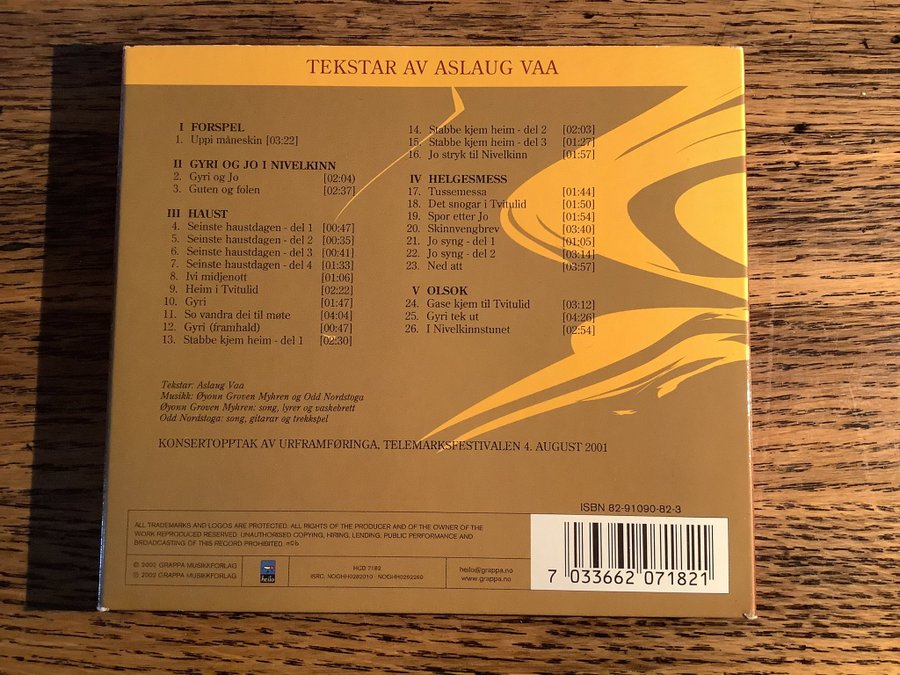 TEKSTAR AV ASLAUG VAA
I FORSPEL
1. Uppi måneskin [03:22]
II GYRI OG JO I NIVELKINN
2. Gyri og Jo [02:04)
3. Guten og folen [02:37]
III HAUST
4. Seinste haustdagen - del 1 [00:47]
5. Seinste haustdagen - del 2 [00:35]
6. Seinste haustdagen - del 3 [00:41]
7. Seinste haustdagen - del 4 [01:33]
8. Ivi midjenott [01:06]
9. Heim i Tvitulid [02:22]
10. Gyri [01:47]
11. So vandra dei til møte [04:04]
12. Gyri (framhald) [00:47]
13. Stabbe kjem heim - del 1 [02:30]
14. Stabbe kjem heim - del 2 [02:03]
15. Stabbe kjem heim - del 3 [01:27]
16. Jo stryk til Nivelkinn [01:57]
IV HELGESMESS
17. Tussemessa [01:44]
18. Det snogar i Tvitulid [01:50]
19. Spor etter Jo [01:54]
20. Skinnvengbrev [03:40]
21. Jo syng - del 1 [01:05]
22. Jo syng - del 2 [03:14]
23. Ned att [03:57]
V OLSOK
24. Gase kjem til Tvitulid [03:12]
25. Gyri tek ut [04:26]
26. I Nivelkinnstunet [02:54]
Tekstar: Aslaug Vaa
Musikk: Øyonn Groven Myhren og Odd Nordstoga
Øyonn Groven Myhren: song, lyrer og vaskebrett
Odd Nordstoga: song, gitarar og trekkspel
KONSERTOPPTAK AV URFRAMFØRINGA, TELEMARKSFESTIVALEN 4. AUGUST 2001
ISBN 82-91090-82-3
ALL TRADEMARKS AND LOGOS ARE PROTECTED. ALL RIGHTS OF THE PRODUCER AND OF THE OWNER OF THE
WORK REPRODUCED RESERVED. UNAUTHORISED COPYING, HIRING, LENDING, PUBLIC PERFORMANCE AND
BROADCASTING OF THIS RECORD PROHIBITED. ncb
℗ 2002 GRAPPA MUSIKKFORLAG
© 2002 GRAPPA MUSIKKFORLAG
heilo
HCD 7182
ISRC: NOGHH0282010 - NOGHH0282260
heilo@grappa.no
www.grappa.no
7 033662 071821